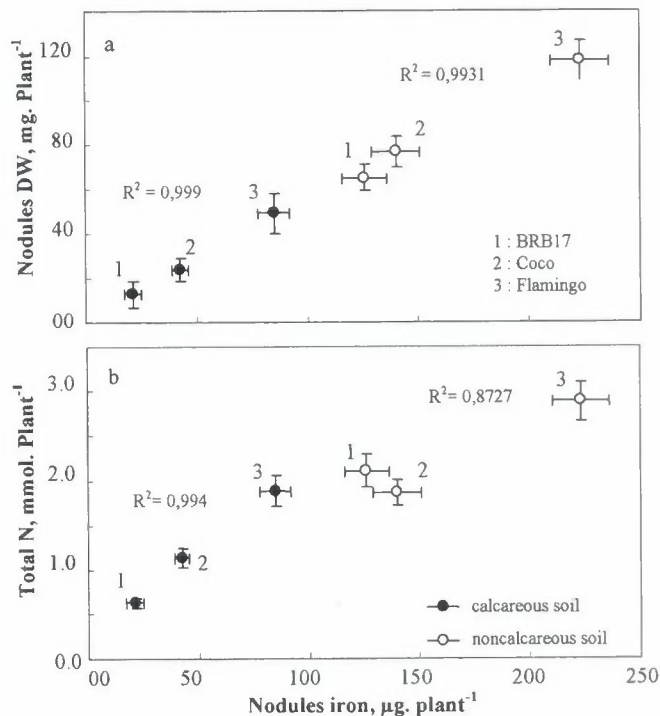 120
a
3
R² = 0,9931
Nodules DW, mg. Plant⁻¹
80
1
2
R² = 0,999
3
40
1
2
1 : BRB17
2 : Coco
3 : Flamingo
00
3.0
b
3
R²= 0,8727
Total N, mmol. Plant⁻¹
2.0
3
1
2
R²= 0,994
1.0
1
2
calcareous soil
noncalcareous soil
0.0
00 50 100 150 200 250
Nodules iron, µg. plant⁻¹